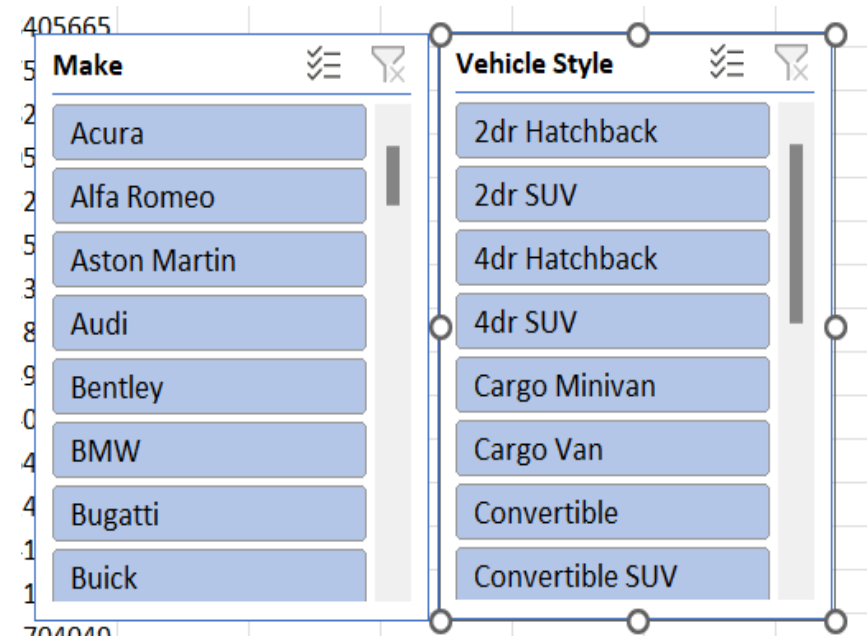 405665
Make
Acura
Alfa Romeo
Aston Martin
Audi
Bentley
BMW
Bugatti
Buick
Vehicle Style
2dr Hatchback
2dr SUV
4dr Hatchback
4dr SUV
Cargo Minivan
Cargo Van
Convertible
Convertible SUV